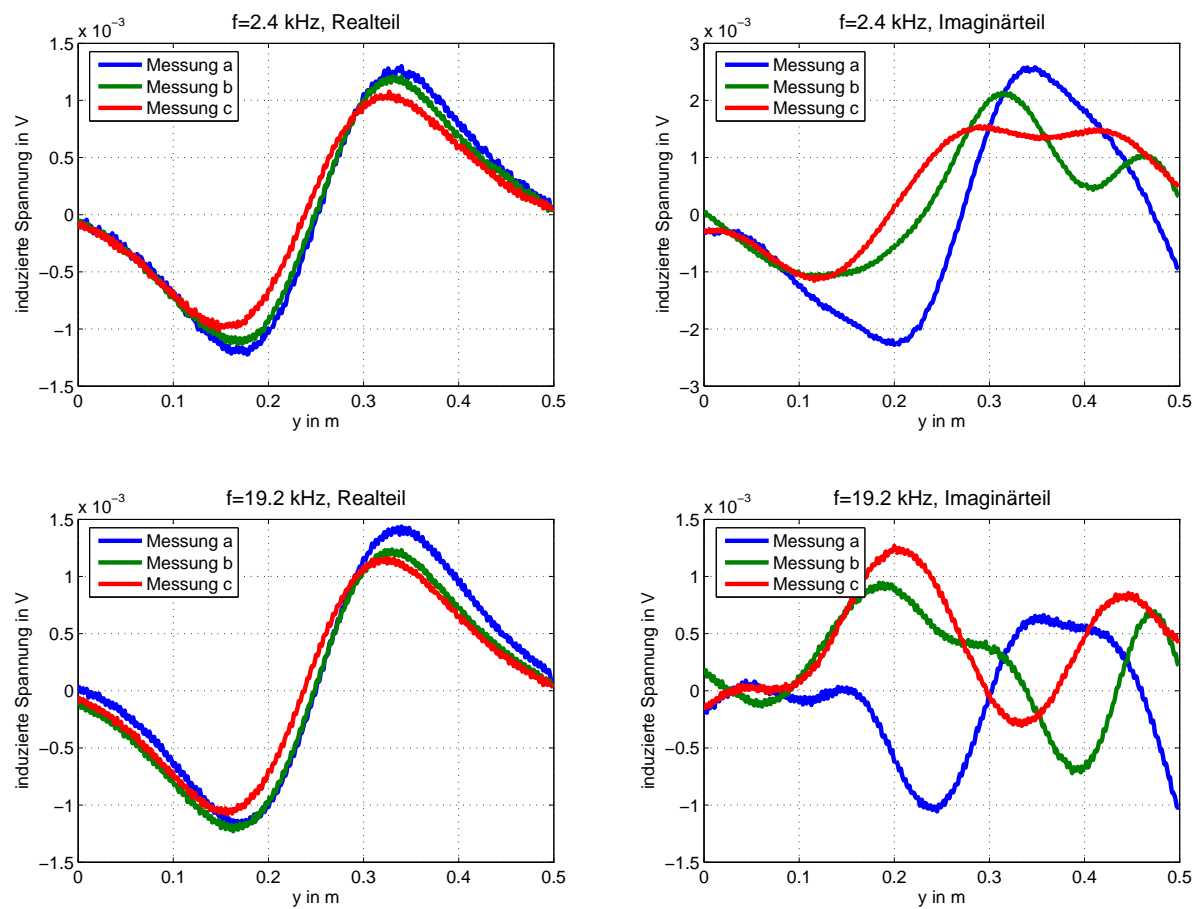 f=2.4 kHz, Realteil
x 10⁻³
1.5
1
0.5
0
−0.5
−1
−1.5
induzierte Spannung in V
Messung a
Messung b
Messung c
0 0.1 0.2 0.3 0.4 0.5
y in m
f=2.4 kHz, Imaginärteil
x 10⁻³
3
2
1
0
−1
−2
−3
induzierte Spannung in V
Messung a
Messung b
Messung c
0 0.1 0.2 0.3 0.4 0.5
y in m
f=19.2 kHz, Realteil
x 10⁻³
1.5
1
0.5
0
−0.5
−1
−1.5
induzierte Spannung in V
Messung a
Messung b
Messung c
0 0.1 0.2 0.3 0.4 0.5
y in m
f=19.2 kHz, Imaginärteil
x 10⁻³
1.5
1
0.5
0
−0.5
−1
−1.5
induzierte Spannung in V
Messung a
Messung b
Messung c
0 0.1 0.2 0.3 0.4 0.5
y in m